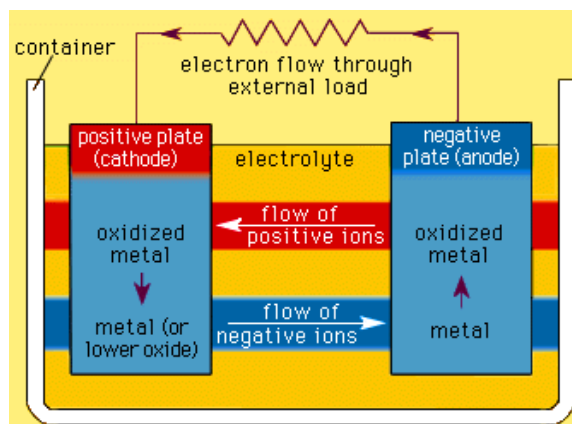 container
electron flow through
external load
positive plate
(cathode)
electrolyte
negative
plate (anode)
flow of
positive ions
oxidized
metal
oxidized
metal
flow of
negative ions
metal (or
lower oxide)
metal